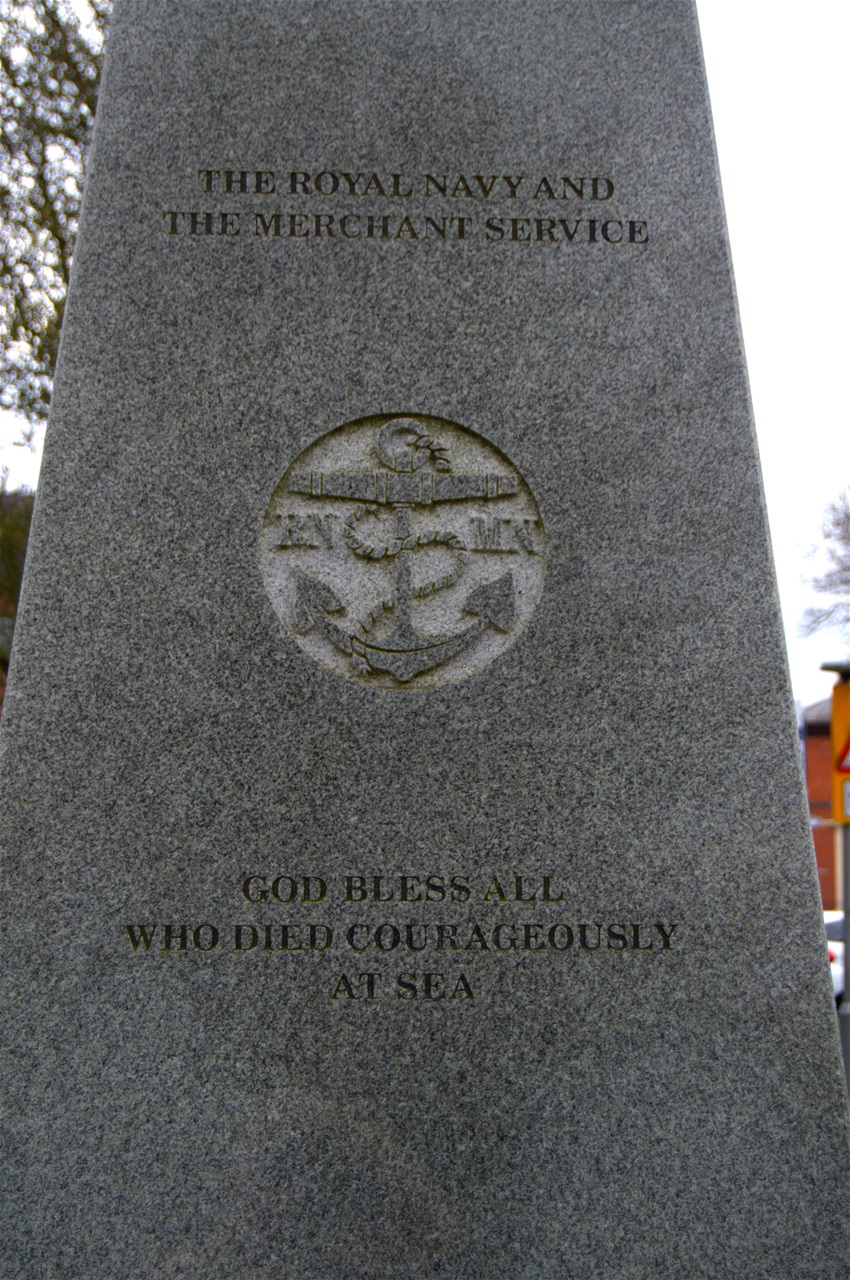 THE ROYAL NAVY AND
THE MERCHANT SERVICE
RN MN
GOD BLESS ALL
WHO DIED COURAGEOUSLY
AT SEA